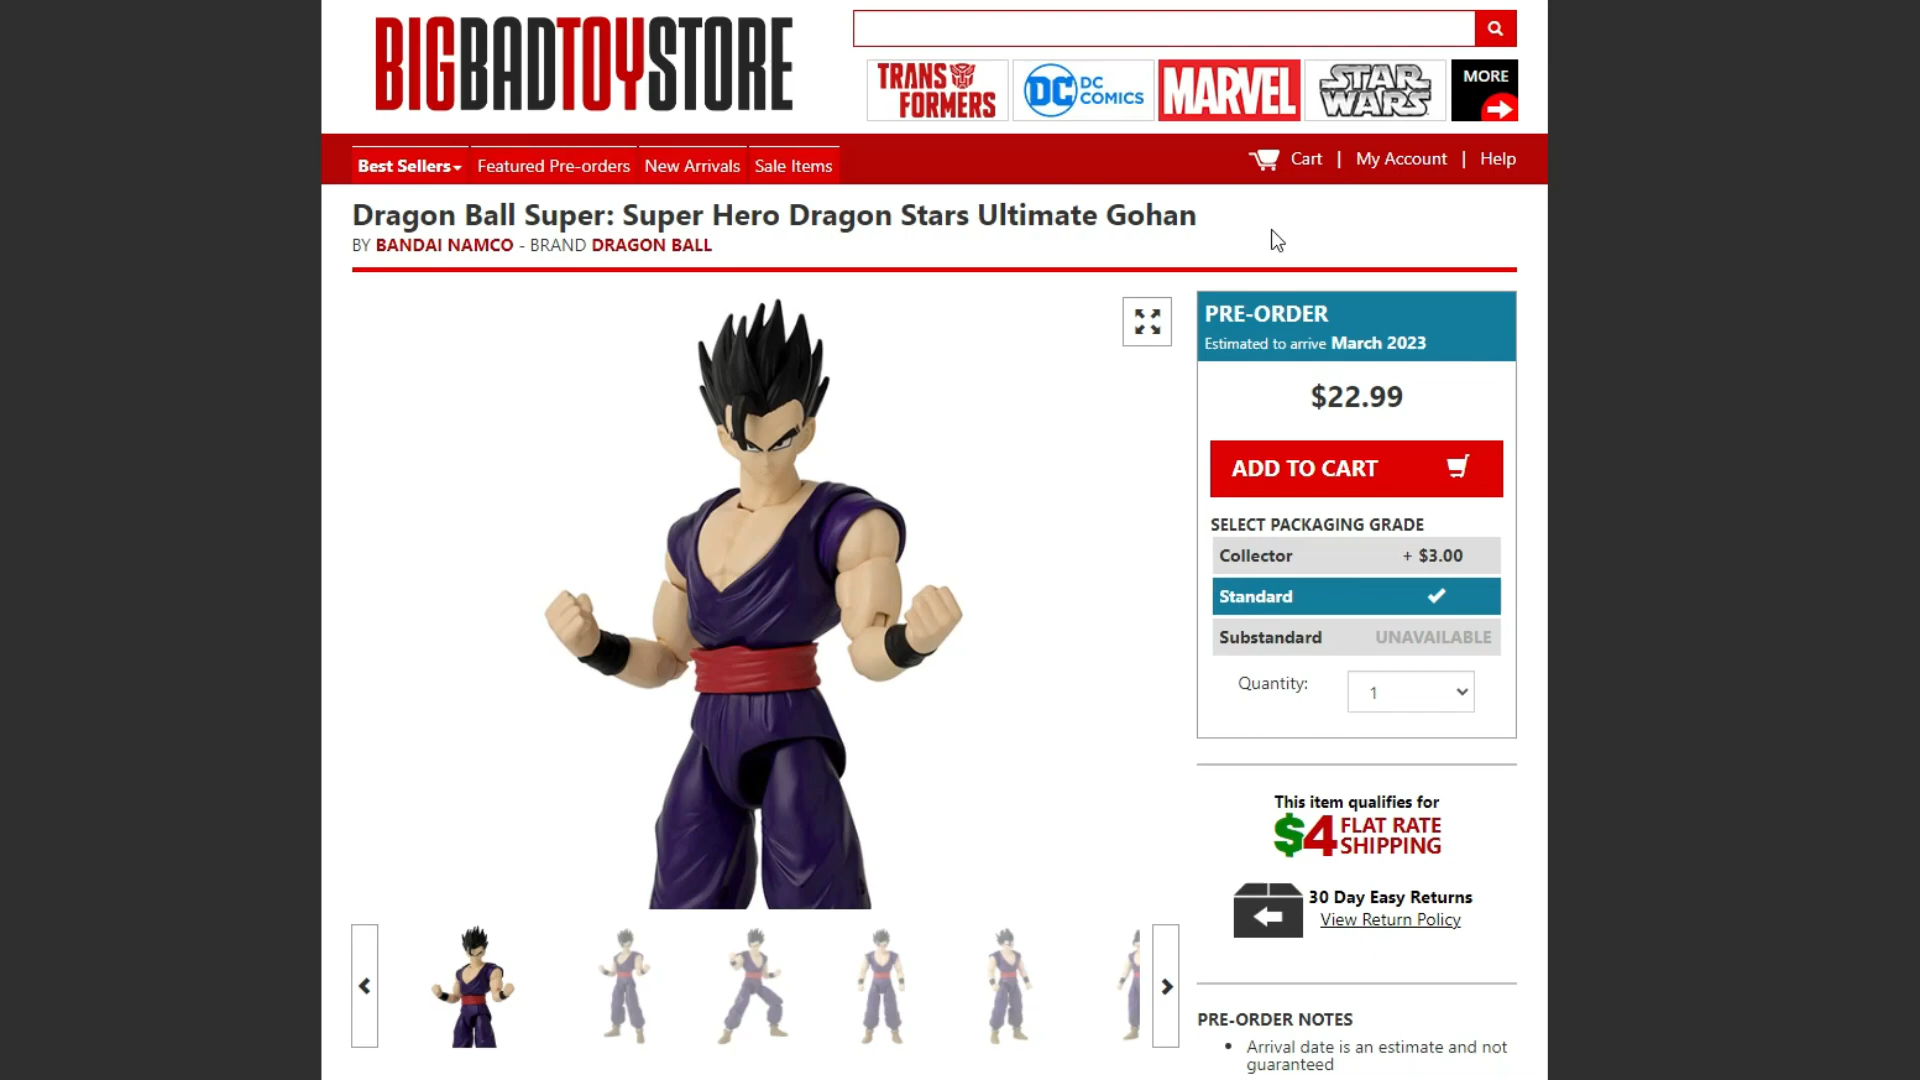 BIGBADTOYSTORE
TRANSFORMERS
DC DC COMICS
MARVEL
STAR WARS
MORE
Best Sellers
Featured Pre-orders
New Arrivals
Sale Items
Cart | My Account | Help
Dragon Ball Super: Super Hero Dragon Stars Ultimate Gohan
BY BANDAI NAMCO - BRAND DRAGON BALL
PRE-ORDER
Estimated to arrive March 2023
$22.99
ADD TO CART
SELECT PACKAGING GRADE
Collector + $3.00
Standard
Substandard UNAVAILABLE
Quantity: 1
This item qualifies for
$4 FLAT RATE
SHIPPING
30 Day Easy Returns
View Return Policy
PRE-ORDER NOTES
Arrival date is an estimate and not
guaranteed